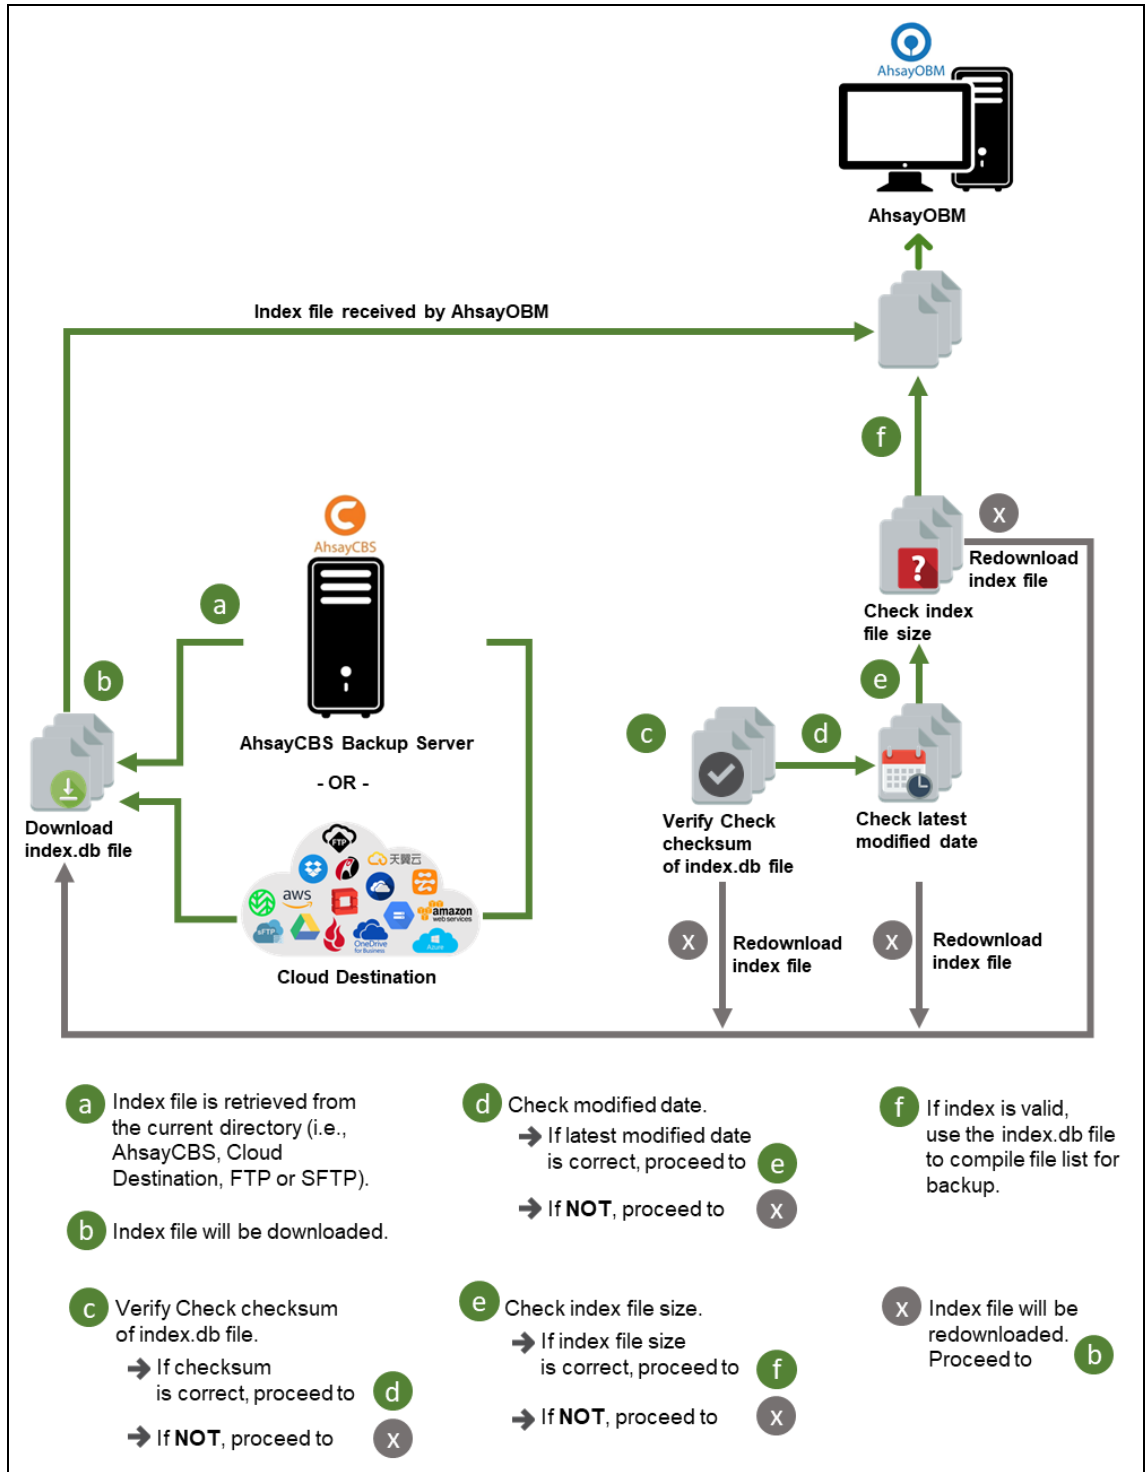 AhsayOBM
AhsayOBM
Index file received by AhsayOBM
f
x
Redownload
index file
?
Check index
file size
AhsayCBS
a
b
e
c
d
AhsayCBS Backup Server
- OR -
Download
index.db file
Verify Check
checksum
of index.db file
Check latest
modified date
FTP
天翼云
aws
amazon
web services
sFTP
OneDrive
for Business
Azure
Cloud Destination
x
Redownload
index file
x
Redownload
index file
a
Index file is retrieved from
the current directory (i.e.,
AhsayCBS, Cloud
Destination, FTP or SFTP).
b
Index file will be downloaded.
c
Verify Check checksum
of index.db file.
➔ If checksum
is correct, proceed to d
➔ If NOT, proceed to x
d
Check modified date.
➔ If latest modified date
is correct, proceed to e
➔ If NOT, proceed to x
e
Check index file size.
➔ If index file size
is correct, proceed to f
➔ If NOT, proceed to x
f
If index is valid,
use the index.db file
to compile file list for
backup.
x
Index file will be
redownloaded.
Proceed to b